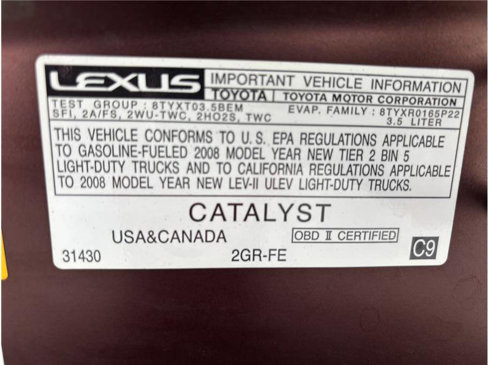 LEXUS IMPORTANT VEHICLE INFORMATION
TOYOTA TOYOTA MOTOR CORPORATION
TEST GROUP : 8TYXT03.5BEM EVAP. FAMILY : 8TYXR0165P22
SFI, 2A/FS, 2WU-TWC, 2HO2S, TWC 3.5 LITER
THIS VEHICLE CONFORMS TO U.S. EPA REGULATIONS APPLICABLE
TO GASOLINE-FUELED 2008 MODEL YEAR NEW TIER 2 BIN 5
LIGHT-DUTY TRUCKS AND TO CALIFORNIA REGULATIONS APPLICABLE
TO 2008 MODEL YEAR NEW LEV-II ULEV LIGHT-DUTY TRUCKS.
CATALYST
USA&CANADA OBD II CERTIFIED
31430 2GR-FE C9